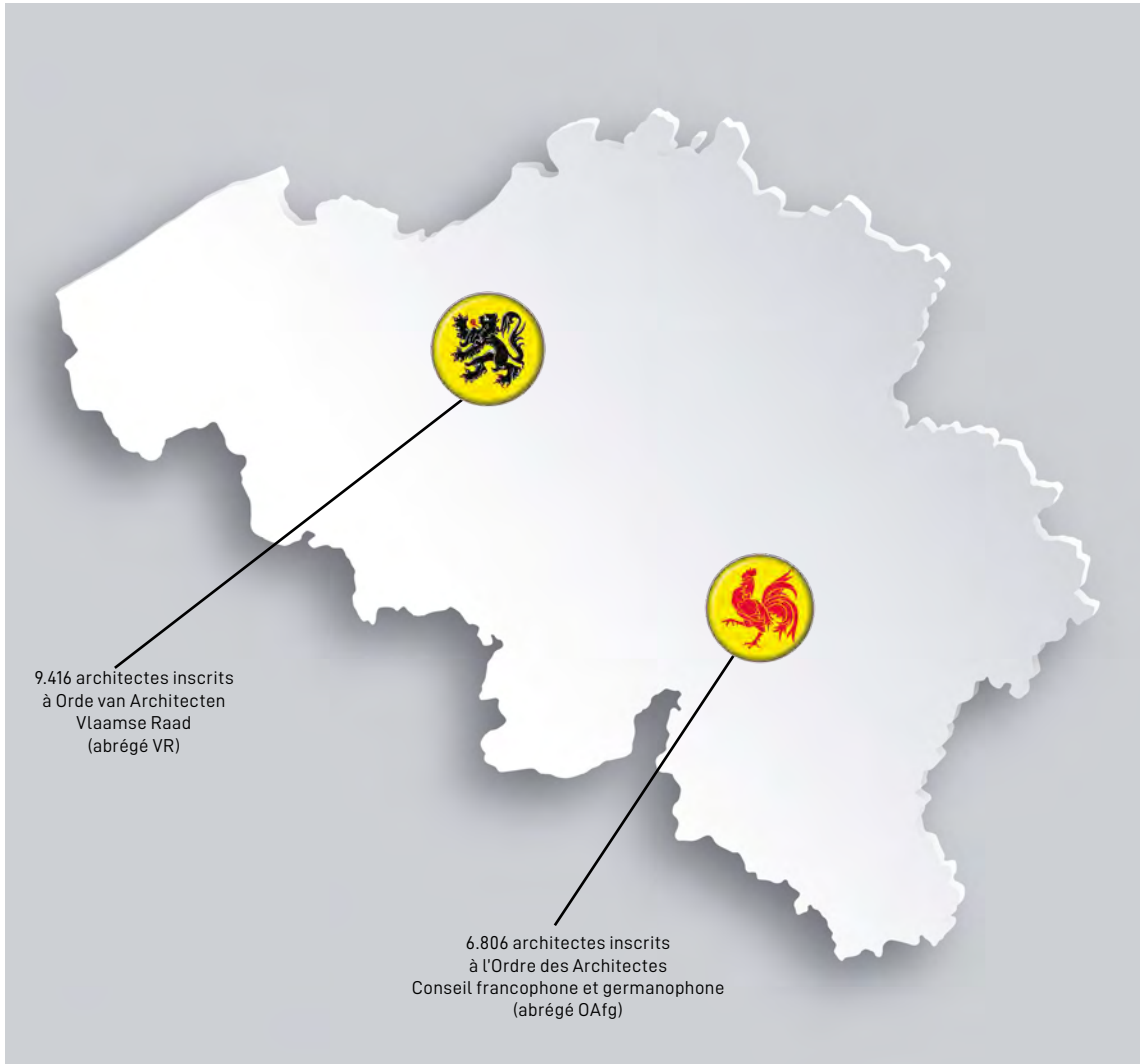 9.416 architectes inscrits
à Orde van Architecten
Vlaamse Raad
(abrégé VR)
6.806 architectes inscrits
à l'Ordre des Architectes
Conseil francophone et germanophone
(abrégé OAfg)